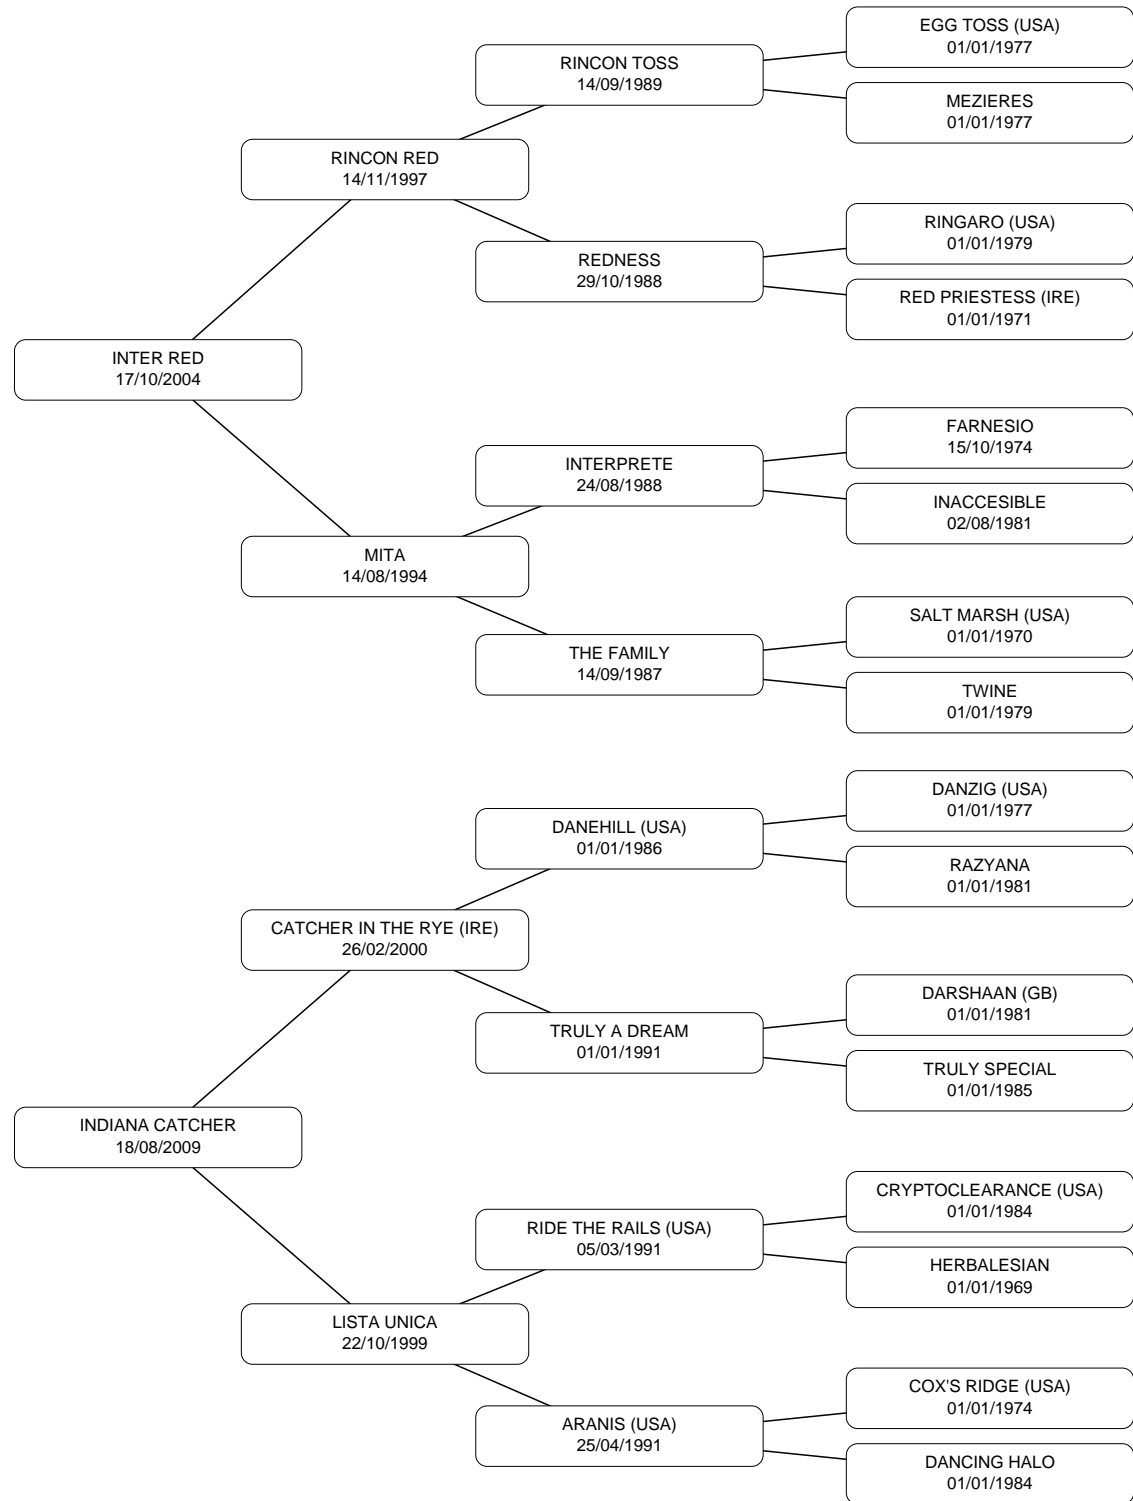 EGG TOSS (USA)
01/01/1977
RINCON TOSS
14/09/1989
MEZIERES
01/01/1977
RINCON RED
14/11/1997
RINGARO (USA)
01/01/1979
REDNESS
29/10/1988
RED PRIESTESS (IRE)
01/01/1971
INTER RED
17/10/2004
FARNESIO
15/10/1974
INTERPRETE
24/08/1988
INACCESIBLE
02/08/1981
MITA
14/08/1994
SALT MARSH (USA)
01/01/1970
THE FAMILY
14/09/1987
TWINE
01/01/1979
DANZIG (USA)
01/01/1977
DANEHILL (USA)
01/01/1986
RAZYANA
01/01/1981
CATCHER IN THE RYE (IRE)
26/02/2000
DARSHAAN (GB)
01/01/1981
TRULY A DREAM
01/01/1991
TRULY SPECIAL
01/01/1985
INDIANA CATCHER
18/08/2009
CRYPTOCLEARANCE (USA)
01/01/1984
RIDE THE RAILS (USA)
05/03/1991
HERBALESIAN
01/01/1969
LISTA UNICA
22/10/1999
COX'S RIDGE (USA)
01/01/1974
ARANIS (USA)
25/04/1991
DANCING HALO
01/01/1984